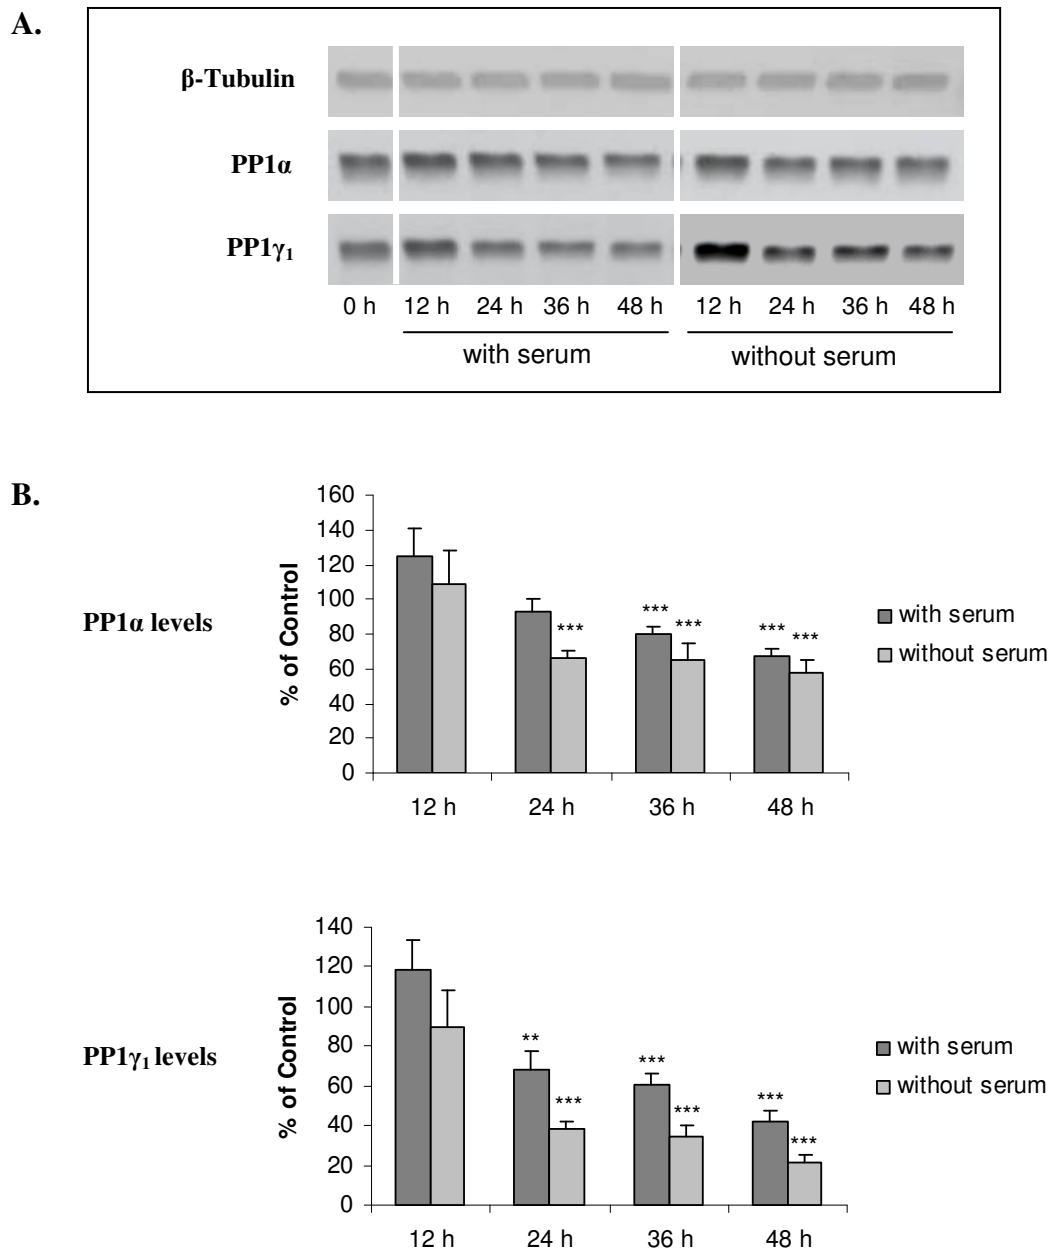 A.
β-Tubulin
PP1α
PP1γ₁
0 h 12 h 24 h 36 h 48 h 12 h 24 h 36 h 48 h
with serum without serum
B.
PP1α levels
% of Control
160
140
120
100
80
60
40
20
0
*** *** *** *** ***
12 h 24 h 36 h 48 h
with serum
without serum
PP1γ₁ levels
% of Control
140
120
100
80
60
40
20
0
** *** *** *** *** ***
12 h 24 h 36 h 48 h
with serum
without serum